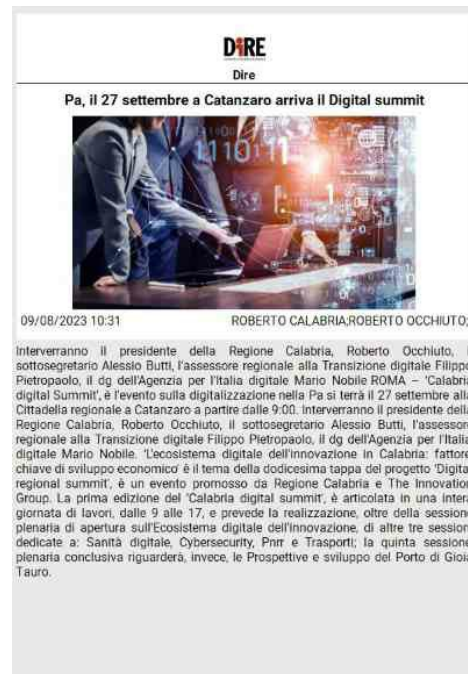 DiRE
Dire
Pa, il 27 settembre a Catanzaro arriva il Digital summit
09/08/2023 10:31 ROBERTO CALABRIA;ROBERTO OCCHIUTO;
Interverranno il presidente della Regione Calabria, Roberto Occhiuto,
sottosegretario Alessio Butti, l'assessore regionale alla Transizione digitale Filippo
Pietropaolo, il dg dell'Agenzia per l'Italia digitale Mario Nobile ROMA – 'Calabria
digital Summit', è l'evento sulla digitalizzazione nella Pa si terrà il 27 settembre alla
Cittadella regionale a Catanzaro a partire dalle 9:00. Interverranno il presidente della
Regione Calabria, Roberto Occhiuto, il sottosegretario Alessio Butti, l'assessore
regionale alla Transizione digitale Filippo Pietropaolo, il dg dell'Agenzia per l'Italia
digitale Mario Nobile. 'L'ecosistema digitale dell'innovazione in Calabria: fattore
chiave di sviluppo economico' è il tema della dodicesima tappa del progetto 'Digital
regional summit', è un evento promosso da Regione Calabria e The Innovation
Group. La prima edizione del 'Calabria digital summit', è articolata in una intera
giornata di lavori, dalle 9 alle 17, e prevede la realizzazione, oltre della sessione
plenaria di apertura sull'Ecosistema digitale dell'innovazione, di altre tre sessioni
dedicate a: Sanità digitale, Cybersecurity, Pnrr e Trasporti; la quinta sessione
plenaria conclusiva riguarderà, invece, le Prospettive e sviluppo del Porto di Gioia
Tauro.